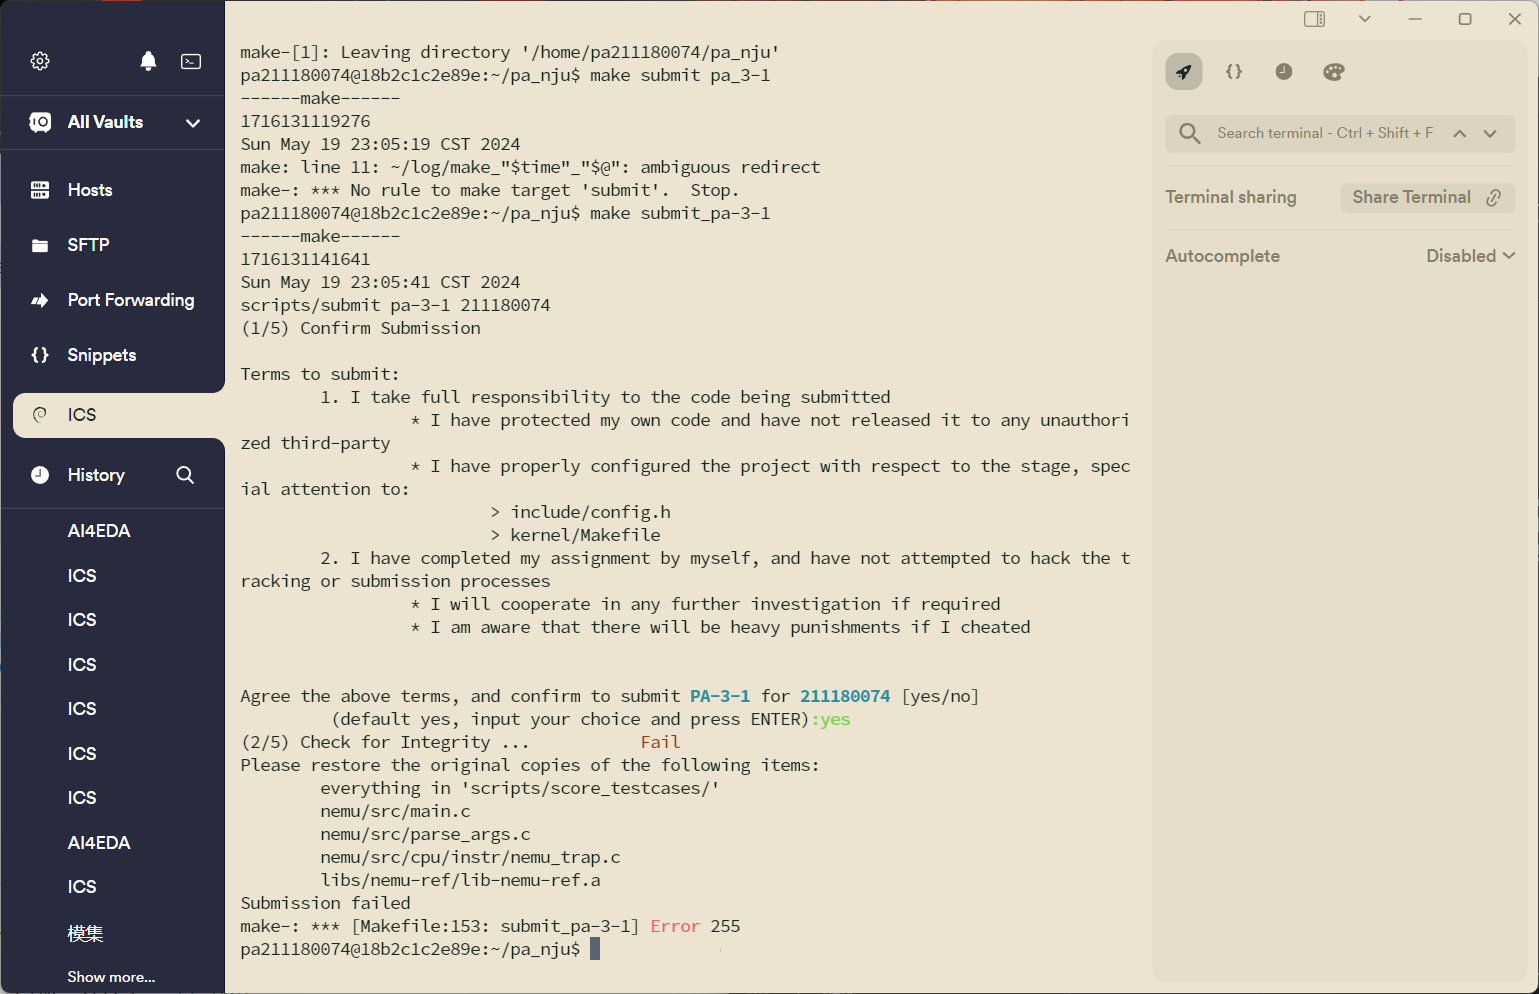 All Vaults
Hosts
SFTP
Port Forwarding
Snippets
ICS
History
AI4EDA
ICS
ICS
ICS
ICS
ICS
ICS
AI4EDA
ICS
模集
Show more...
make-[1]: Leaving directory '/home/pa211180074/pa_nju'
pa211180074@18b2c1c2e89e:~/pa_nju$ make submit pa_3-1
------make------
1716131119276
Sun May 19 23:05:19 CST 2024
make: line 11: ~/log/make_"$time"_"$@": ambiguous redirect
make-: *** No rule to make target 'submit'.  Stop.
pa211180074@18b2c1c2e89e:~/pa_nju$ make submit_pa-3-1
------make------
1716131141641
Sun May 19 23:05:41 CST 2024
scripts/submit pa-3-1 211180074
(1/5) Confirm Submission
Terms to submit:
1. I take full responsibility to the code being submitted
* I have protected my own code and have not released it to any unauthori
zed third-party
* I have properly configured the project with respect to the stage, spec
ial attention to:
> include/config.h
> kernel/Makefile
2. I have completed my assignment by myself, and have not attempted to hack the t
racking or submission processes
* I will cooperate in any further investigation if required
* I am aware that there will be heavy punishments if I cheated
Agree the above terms, and confirm to submit PA-3-1 for 211180074 [yes/no]
(default yes, input your choice and press ENTER):yes
(2/5) Check for Integrity ...           Fail
Please restore the original copies of the following items:
everything in 'scripts/score_testcases/'
nemu/src/main.c
nemu/src/parse_args.c
nemu/src/cpu/instr/nemu_trap.c
libs/nemu-ref/lib-nemu-ref.a
Submission failed
make-: *** [Makefile:153: submit_pa-3-1] Error 255
pa211180074@18b2c1c2e89e:~/pa_nju$
Search terminal - Ctrl + Shift + F
Terminal sharing
Share Terminal
Autocomplete
Disabled